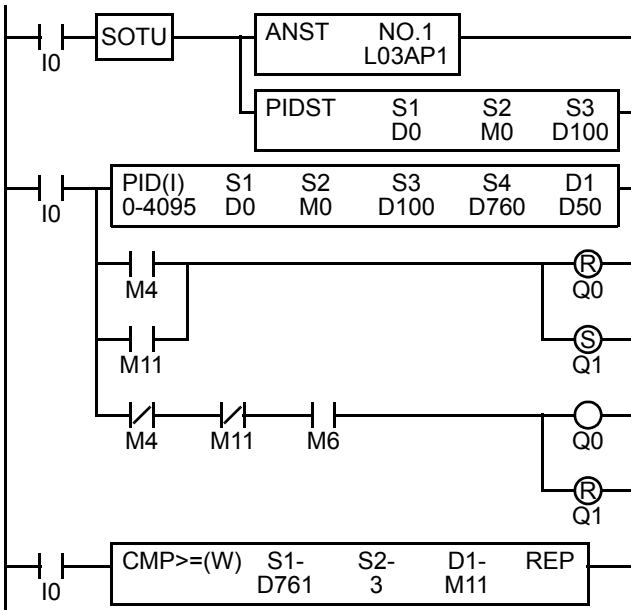 SOTU ANST NO.1
I0 L03AP1
PIDST S1 S2 S3
D0 M0 D100
PID(I) S1 S2 S3 S4 D1
I0 0-4095 D0 M0 D100 D760 D50
R
M4 Q0
S
M11 Q1
M4 M11 M6 Q0
R
Q1
CMP>=(W) S1- S2- D1- REP
I0 D761 3 M11